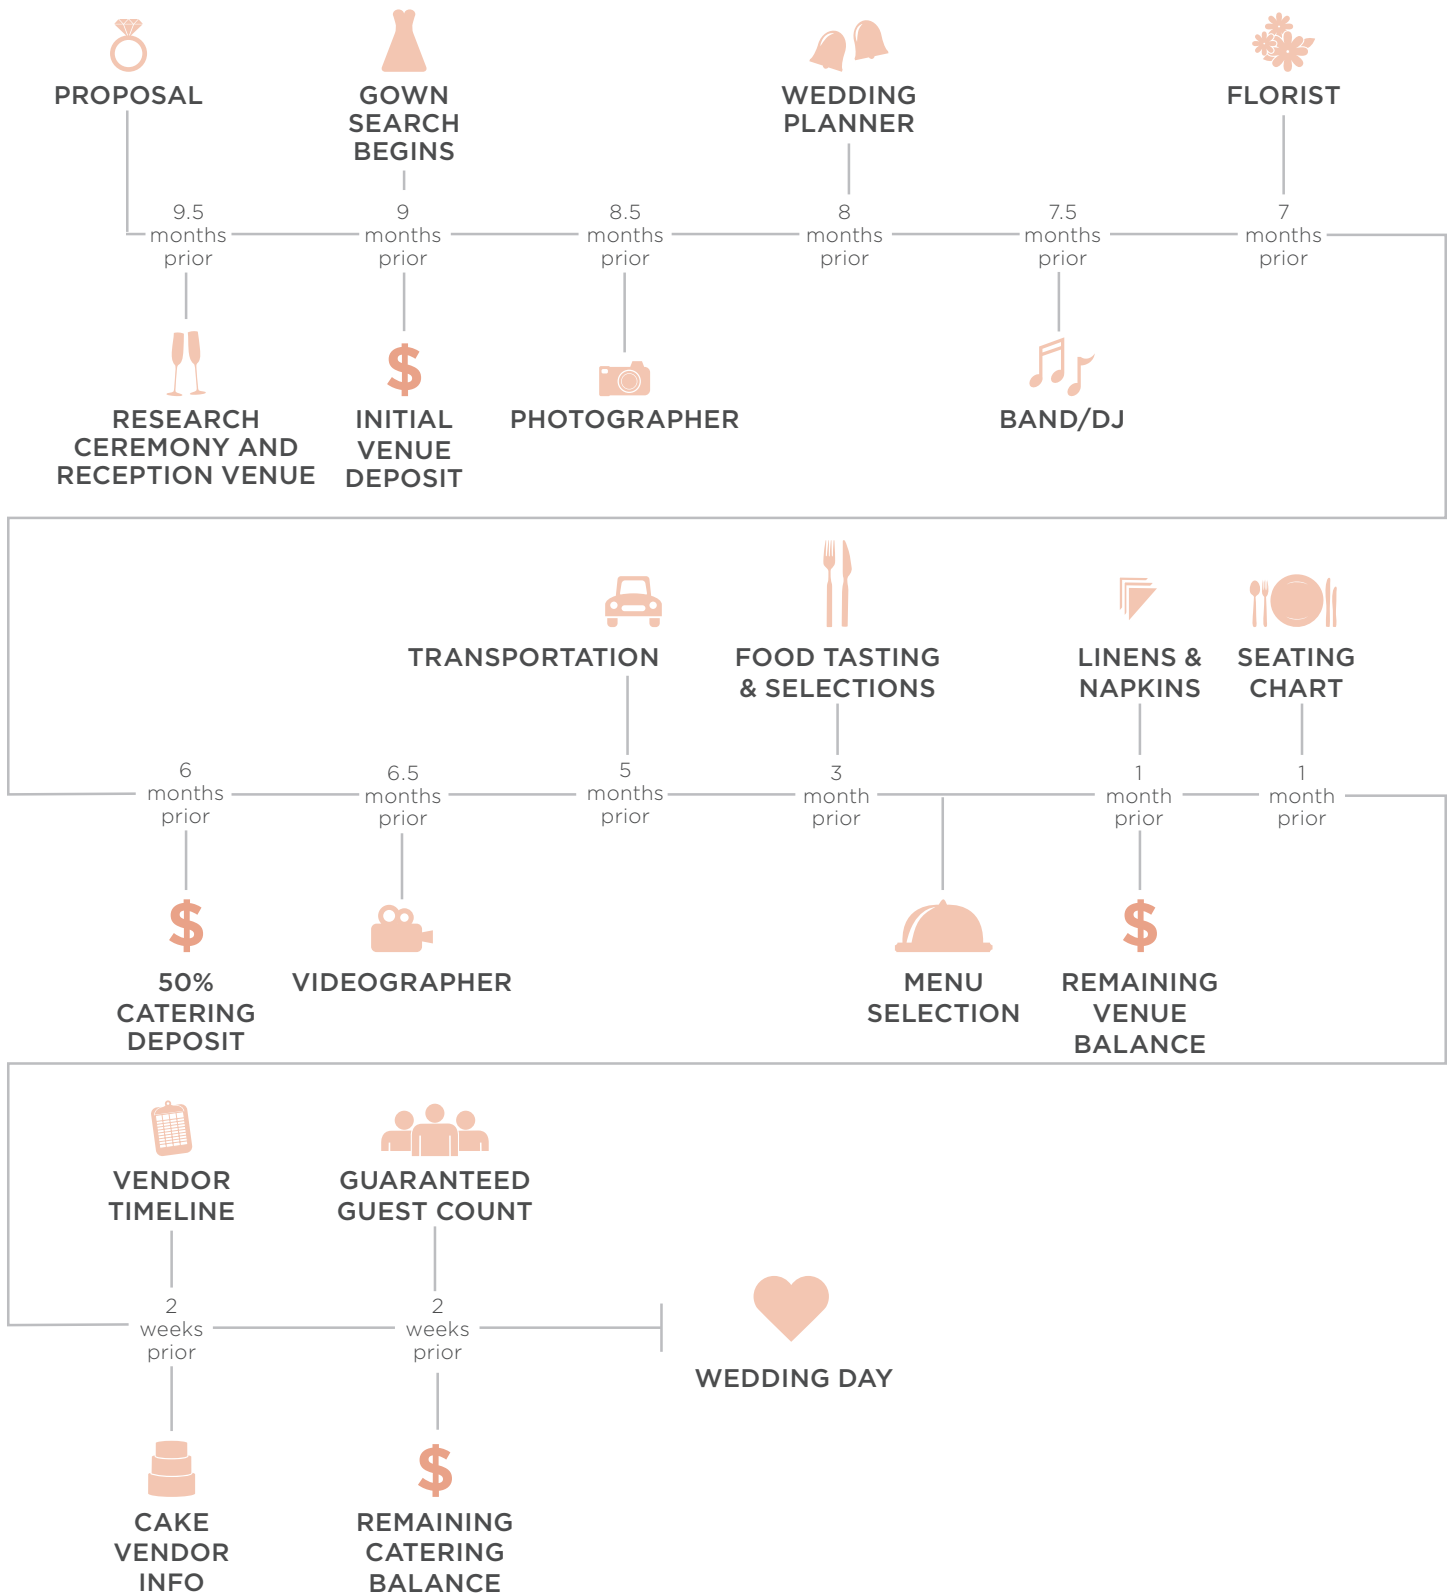 PROPOSAL
GOWN
SEARCH
BEGINS
WEDDING
PLANNER
FLORIST
9.5
months
prior
9
months
prior
8.5
months
prior
8
months
prior
7.5
months
prior
7
months
prior
RESEARCH
CEREMONY AND
RECEPTION VENUE
$
INITIAL
VENUE
DEPOSIT
PHOTOGRAPHER
BAND/DJ
TRANSPORTATION
FOOD TASTING
& SELECTIONS
LINENS &
NAPKINS
SEATING
CHART
6
months
prior
6.5
months
prior
5
months
prior
3
month
prior
1
month
prior
1
month
prior
$
50%
CATERING
DEPOSIT
VIDEOGRAPHER
MENU
SELECTION
$
REMAINING
VENUE
BALANCE
VENDOR
TIMELINE
GUARANTEED
GUEST COUNT
2
weeks
prior
2
weeks
prior
WEDDING DAY
CAKE
VENDOR
INFO
$
REMAINING
CATERING
BALANCE